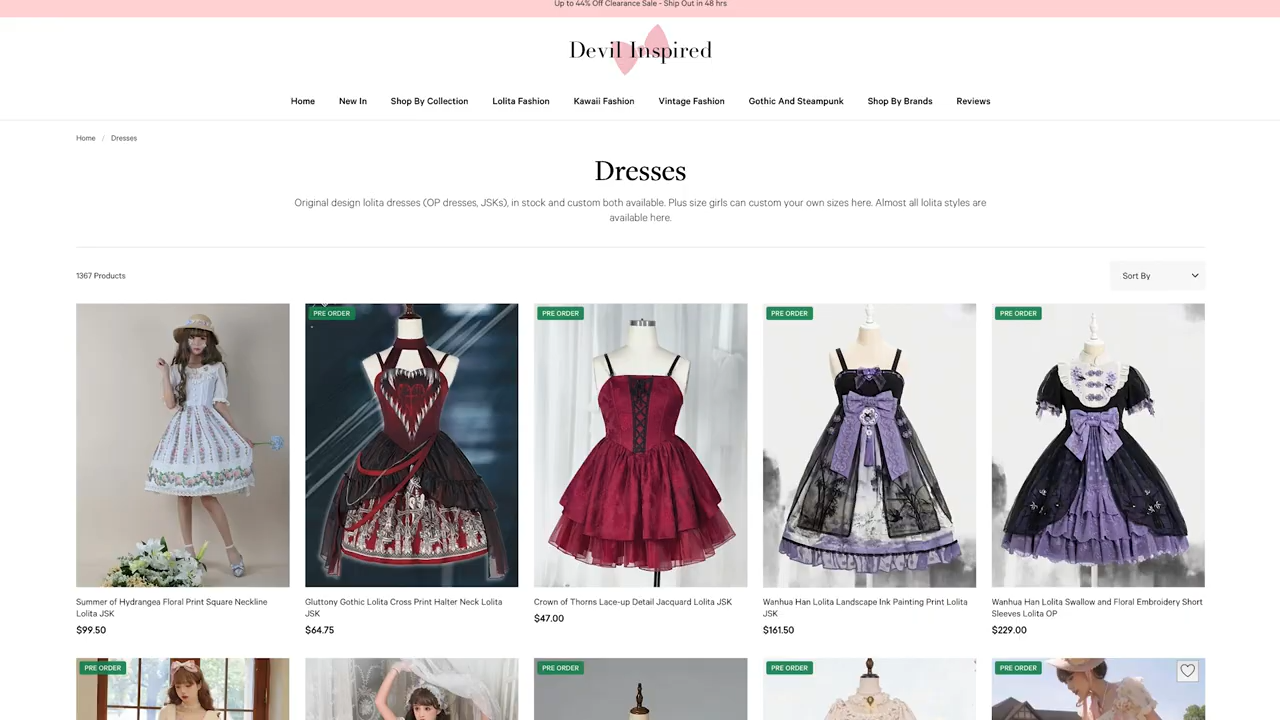 Up to 44% Off Clearance Sale - Ship Out in 48 hrs
Devil Inspired
Home New In Shop By Collection Lolita Fashion Kawaii Fashion Vintage Fashion Gothic And Steampunk Shop By Brands Reviews
Home / Dresses
Dresses
Original design lolita dresses (OP dresses, JSKs), in stock and custom both available. Plus size girls can custom your own sizes here. Almost all lolita styles are
available here.
1367 Products
Sort By
PRE ORDER
PRE ORDER
PRE ORDER
PRE ORDER
Summer of Hydrangea Floral Print Square Neckline
Lolita JSK
$99.50
Gluttony Gothic Lolita Cross Print Halter Neck Lolita
JSK
$64.75
Crown of Thorns Lace-up Detail Jacquard Lolita JSK
$47.00
Wanhua Han Lolita Landscape Ink Painting Print Lolita
JSK
$161.50
Wanhua Han Lolita Swallow and Floral Embroidery Short
Sleeves Lolita OP
$229.00
PRE ORDER
PRE ORDER
PRE ORDER
PRE ORDER